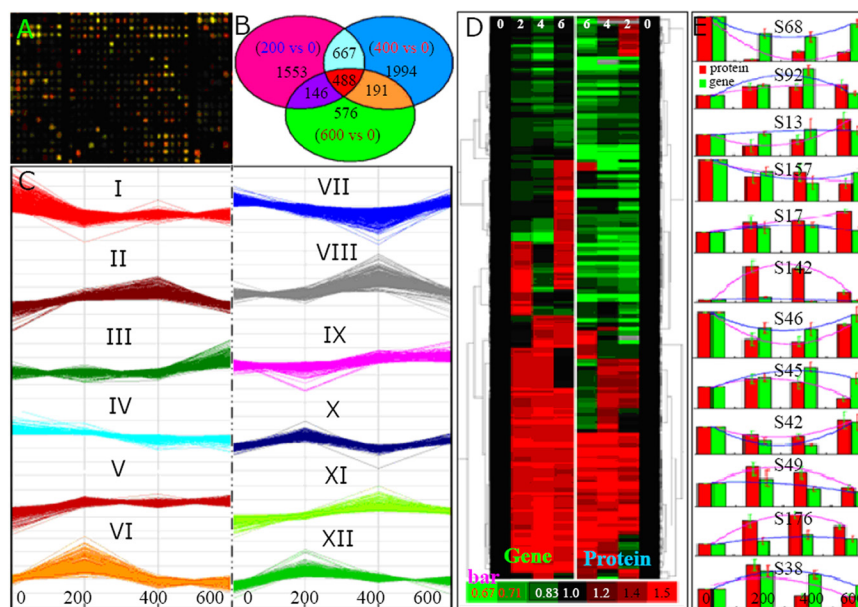 A
B
(200 vs 0)
667
(400 vs 0)
1553
1994
488
146
191
576
(600 vs 0)
C
I
II
III
IV
V
VI
VII
VIII
IX
X
XI
XII
0 200 400 600
0 200 400 600
D
0 2 4 6 6 4 2 0
Gene Protein
bar
0.67 0.71 0.83 1.0 1.2 1.4 1.5
E
S68
protein
gene
S92
S13
S157
S17
S142
S46
S45
S42
S49
S176
S38
0 200 400 600